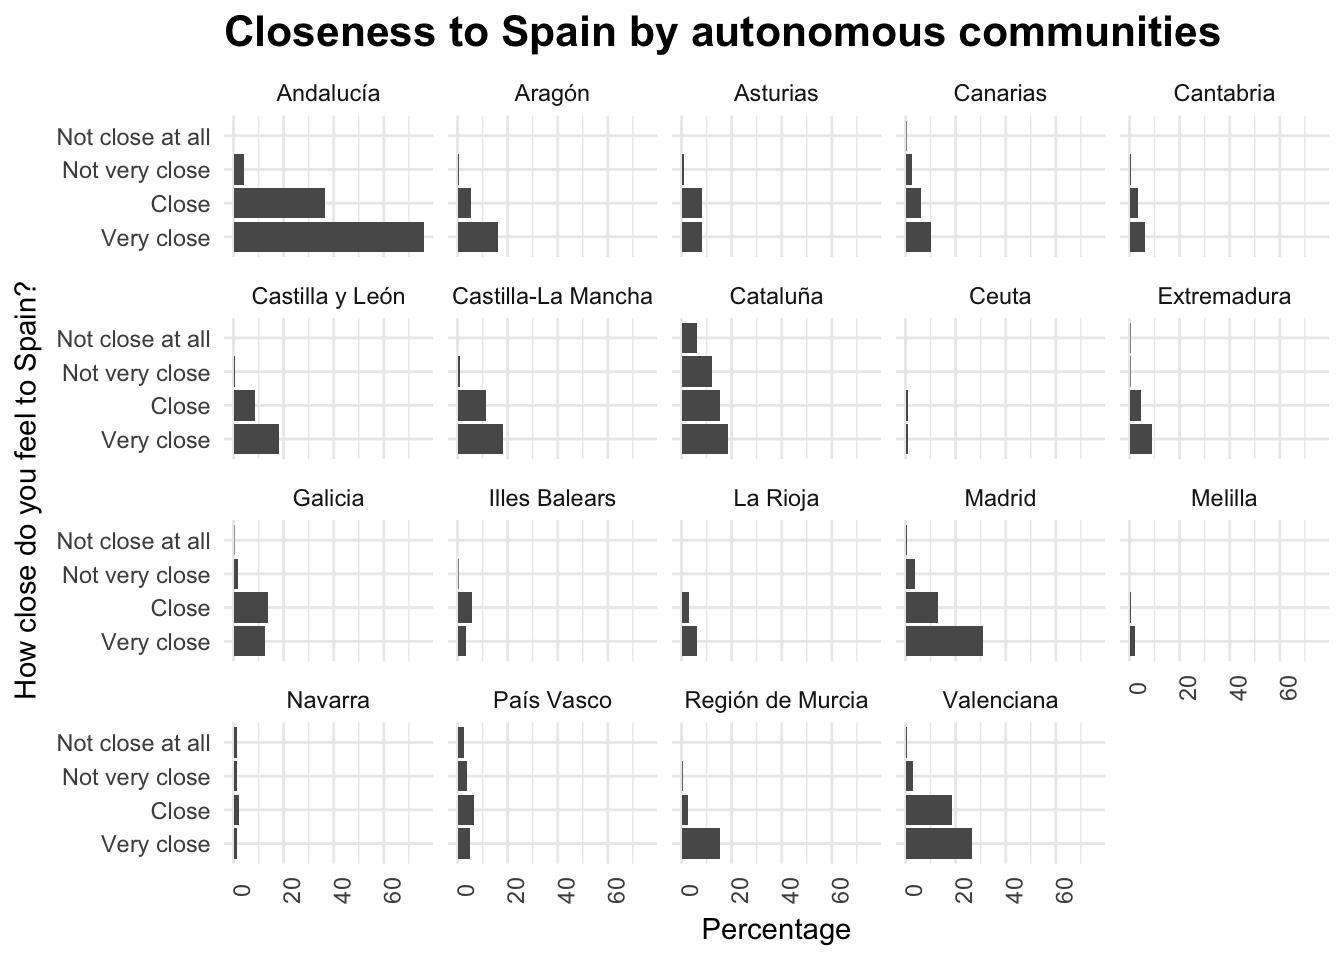 Closeness to Spain by autonomous communities
Andalucía Aragón Asturias Canarias Cantabria
Not close at all
Not very close
Close
Very close
Castilla y León Castilla-La Mancha Cataluña Ceuta Extremadura
Not close at all
Not very close
Close
Very close
Galicia Illes Balears La Rioja Madrid Melilla
Not close at all
Not very close
Close
Very close
0 20 40 60
Navarra País Vasco Región de Murcia Valenciana
Not close at all
Not very close
Close
Very close
0 20 40 60 0 20 40 60 0 20 40 60 0 20 40 60
Percentage
How close do you feel to Spain?